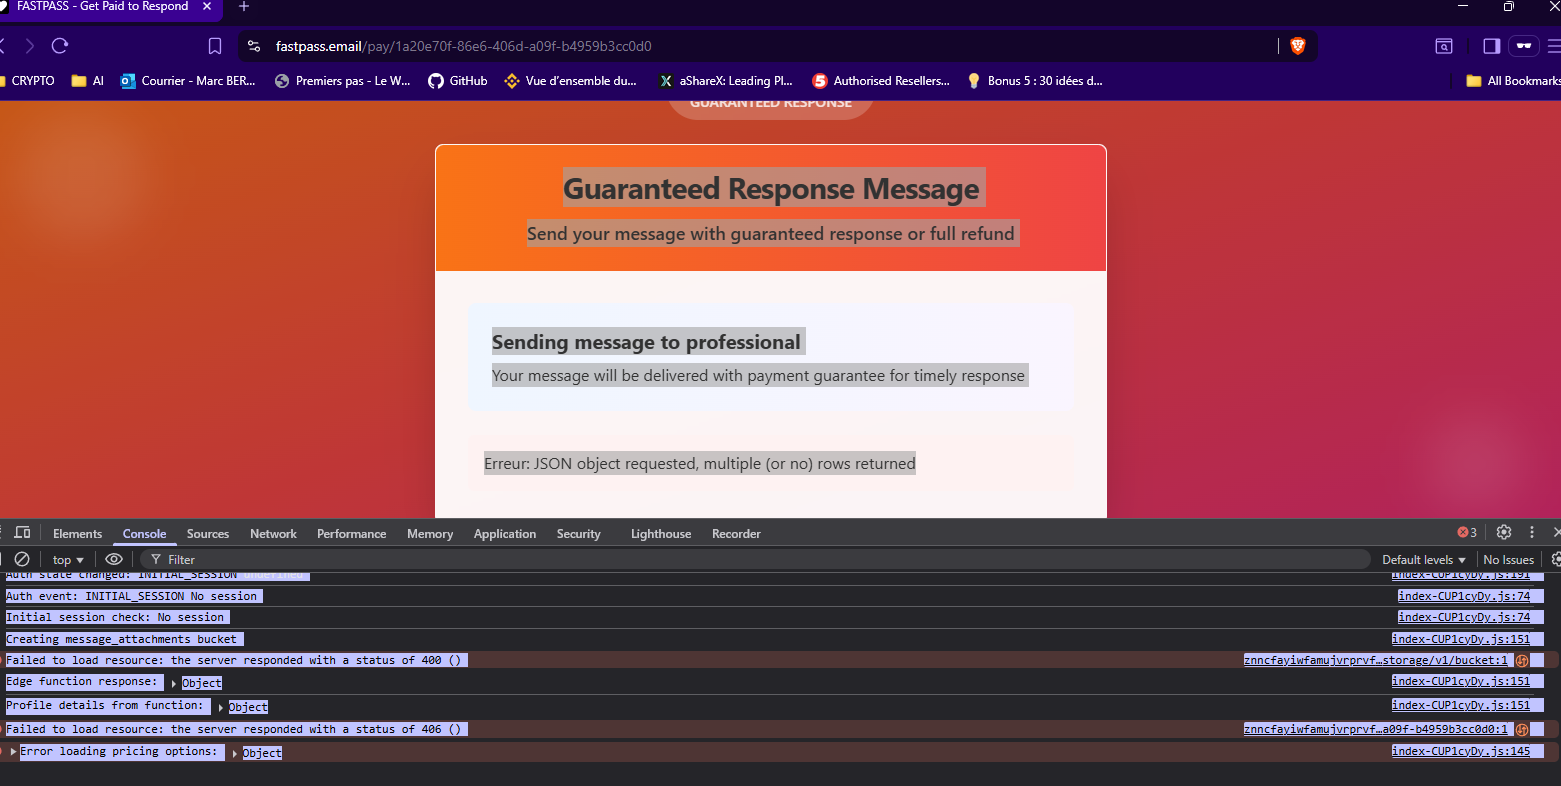 FASTPASS - Get Paid to Respond
fastpass.email/pay/1a20e70f-86e6-406d-a09f-b4959b3cc0d0
CRYPTO
AI
Courrier - Marc BER...
Premiers pas - Le W...
GitHub
Vue d'ensemble du...
aShareX: Leading Pl...
Authorised Resellers...
Bonus 5 : 30 idées d...
All Bookmarks
GUARANTEED RESPONSE
Guaranteed Response Message
Send your message with guaranteed response or full refund
Sending message to professional
Your message will be delivered with payment guarantee for timely response
Erreur: JSON object requested, multiple (or no) rows returned
Elements
Console
Sources
Network
Performance
Memory
Application
Security
Lighthouse
Recorder
3
top
Filter
Default levels
No Issues
Auth state changed: INITIAL_SESSION undefined index-CUP1cyDy.js:191
Auth event: INITIAL_SESSION No session index-CUP1cyDy.js:74
Initial session check: No session index-CUP1cyDy.js:74
Creating message_attachments bucket index-CUP1cyDy.js:151
Failed to load resource: the server responded with a status of 400 () znncfayiwfamujvrprvf…storage/v1/bucket:1
Edge function response: Object index-CUP1cyDy.js:151
Profile details from function: Object index-CUP1cyDy.js:151
Failed to load resource: the server responded with a status of 406 () znncfayiwfamujvrprvf…a09f-b4959b3cc0d0:1
Error loading pricing options: Object index-CUP1cyDy.js:145